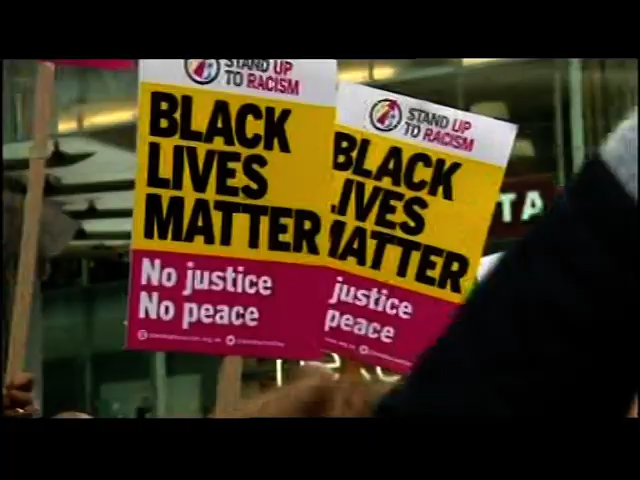 STAND UP
TO RACISM
BLACK
LIVES
MATTER
No justice
No peace
STAND UP
TO RACISM
BLACK
LIVES
MATTER
justice
peace
TA